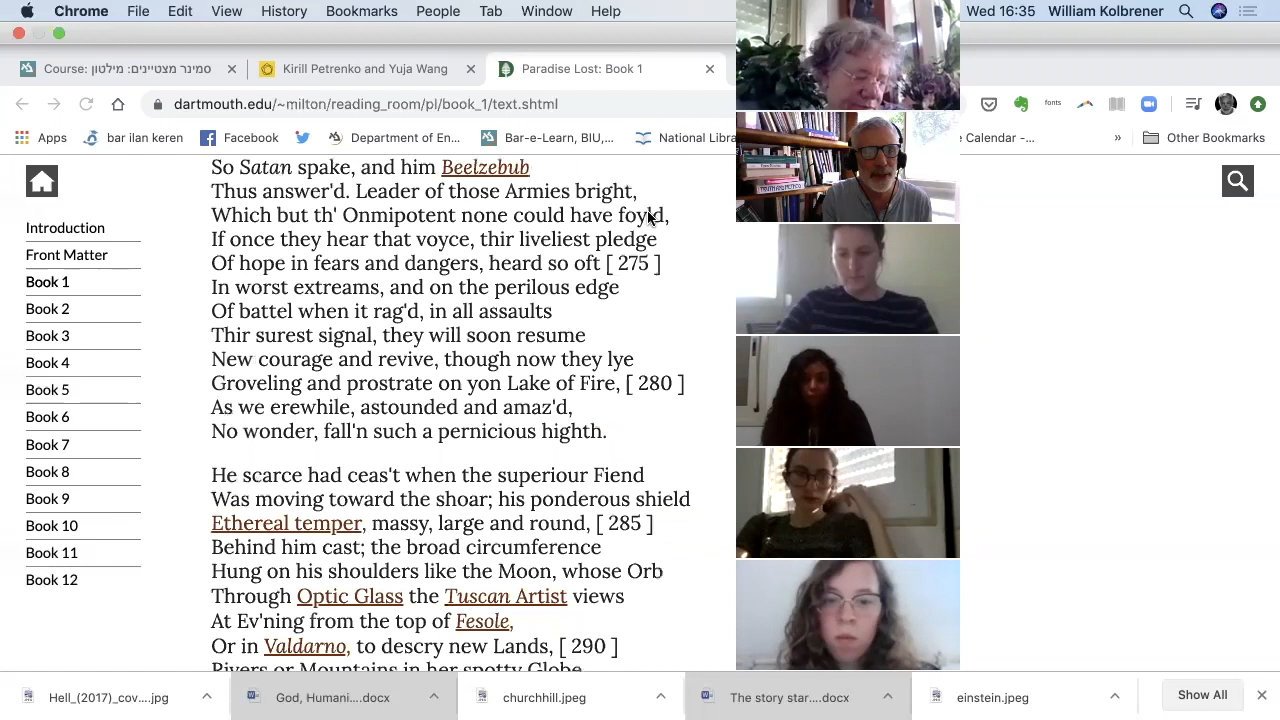 Chrome File Edit View History Bookmarks People Tab Window Help Wed 16:35 William Kolbrener
Course: סמינר מצטיינים: מילטון Kirill Petrenko and Yuja Wang Paradise Lost: Book 1
dartmouth.edu/~milton/reading_room/pl/book_1/text.shtml fonts
Apps bar ilan keren Facebook Department of En... Bar-e-Learn, BIU,... National Libra Calendar -... » Other Bookmarks
Introduction
Front Matter
Book 1
Book 2
Book 3
Book 4
Book 5
Book 6
Book 7
Book 8
Book 9
Book 10
Book 11
Book 12
So Satan spake, and him Beelzebub
Thus answer'd. Leader of those Armies bright,
Which but th' Onmipotent none could have foyld,
If once they hear that voyce, thir liveliest pledge
Of hope in fears and dangers, heard so oft [ 275 ]
In worst extreams, and on the perilous edge
Of battel when it rag'd, in all assaults
Thir surest signal, they will soon resume
New courage and revive, though now they lye
Groveling and prostrate on yon Lake of Fire, [ 280 ]
As we erewhile, astounded and amaz'd,
No wonder, fall'n such a pernicious highth.
He scarce had ceas't when the superiour Fiend
Was moving toward the shoar; his ponderous shield
Ethereal temper, massy, large and round, [ 285 ]
Behind him cast; the broad circumference
Hung on his shoulders like the Moon, whose Orb
Through Optic Glass the Tuscan Artist views
At Ev'ning from the top of Fesole,
Or in Valdarno, to descry new Lands, [ 290 ]
Rivers or Mountains in her spotty Globe
Hell_(2017)_cov....jpg God, Humani....docx churchhill.jpeg The story star....docx einstein.jpeg Show All